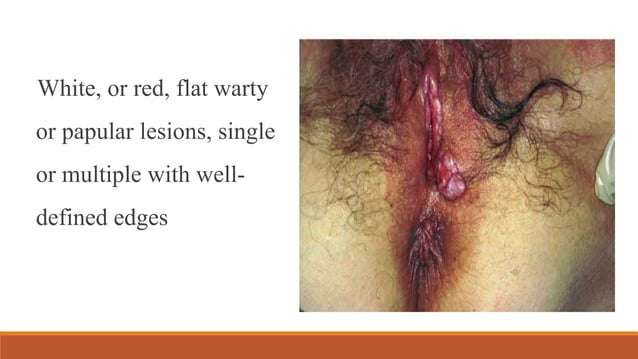 White, or red, flat warty
or papular lesions, single
or multiple with well-
defined edges